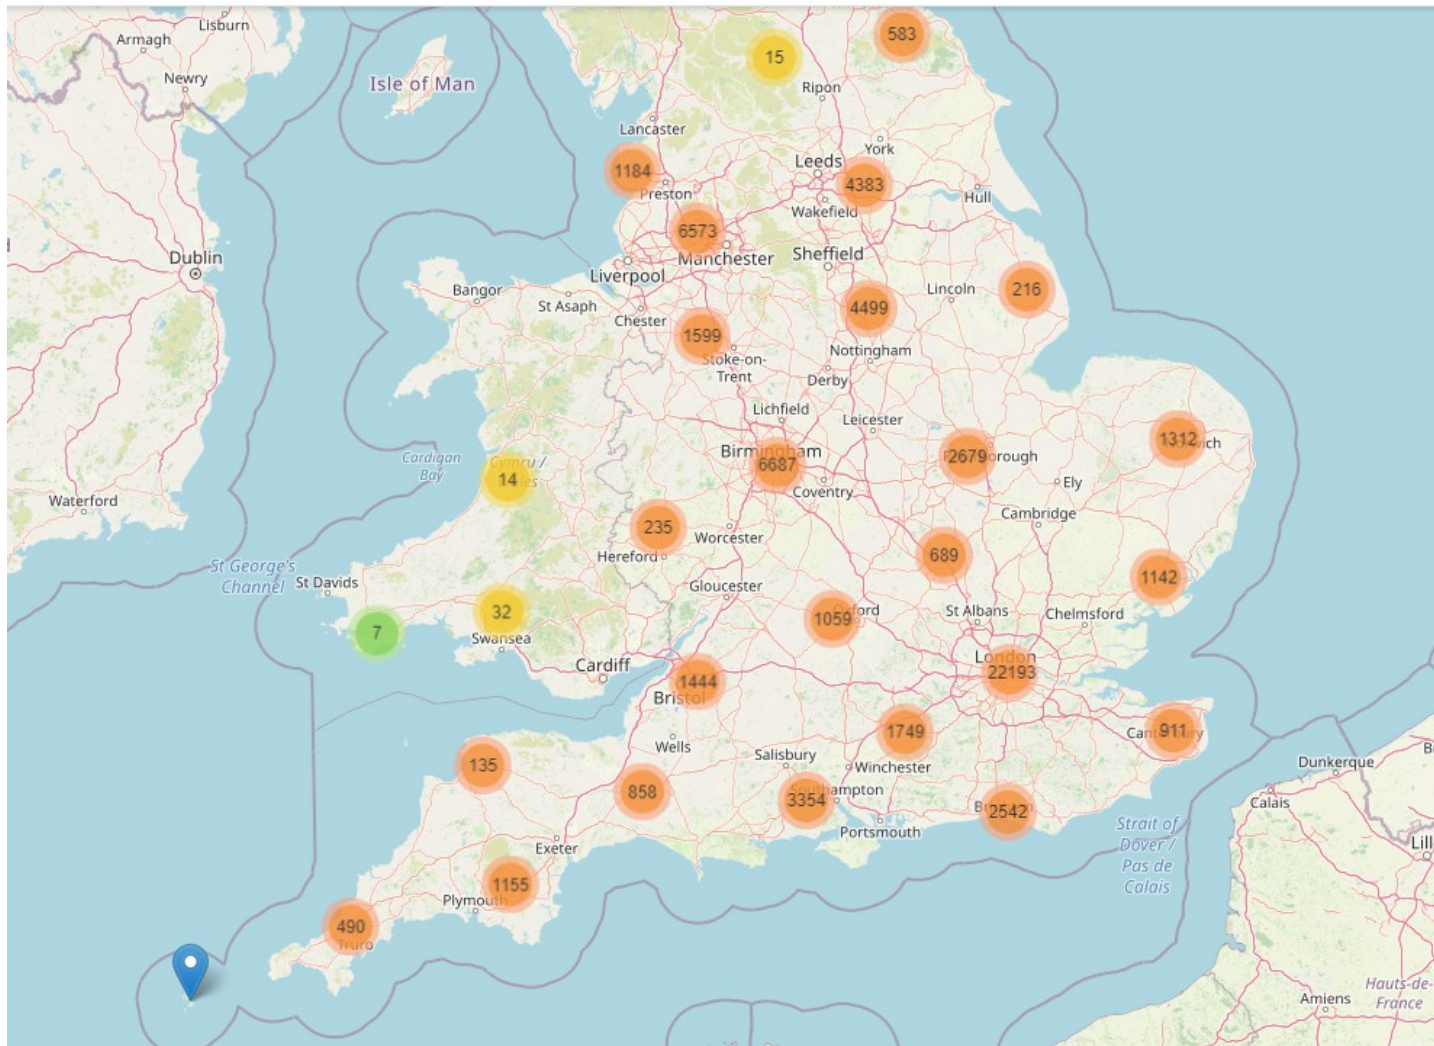 Lisburn
Armagh
583
15
Newry
Isle of Man
Ripon
Lancaster
York
Leeds
1184
4383
Preston
Hull
Wakefield
6573
Manchester
Sheffield
Dublin
Liverpool
Bangor
St Asaph
Lincoln
216
Chester
4499
1599
Stoke-on-
Trent
Nottingham
Derby
Lichfield
Leicester
1312
Birmingham
2679
Cardigan
Bay
6687
14
Coventry
Ely
Waterford
Cambridge
235
Worcester
Hereford
689
St George's
Channel
St Davids
Gloucester
1142
32
1059
St Albans
Chelmsford
7
Swansea
Cardiff
London
22193
1444
Bristol
1749
911
Wells
Salisbury
135
Winchester
Dunkerque
858
3354
2542
Calais
Portsmouth
Strait of
Dover /
Pas de
Calais
Exeter
1155
Plymouth
490
Truro
Hauts-de-
France
Amiens